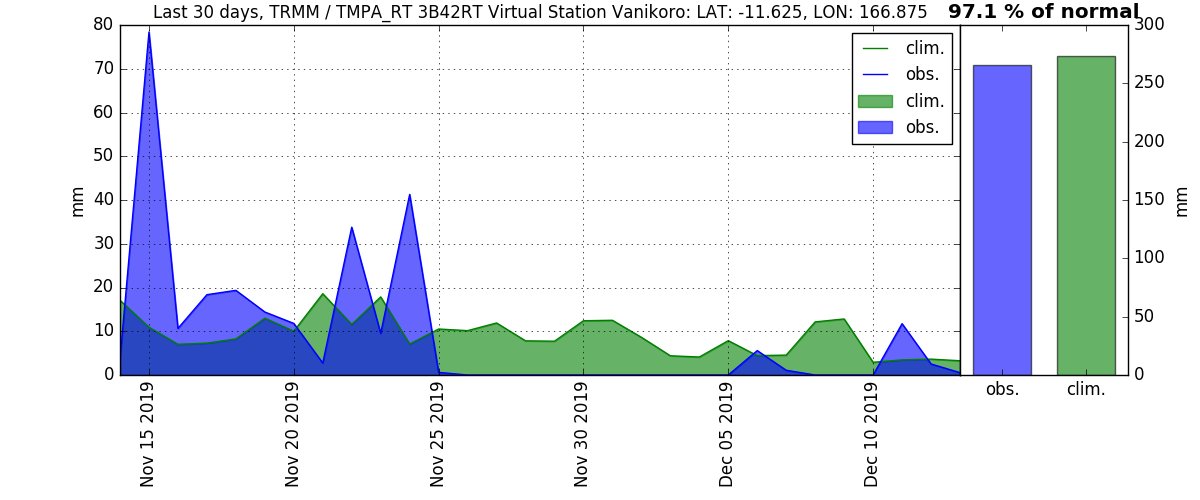 Last 30 days, TRMM / TMPA_RT 3B42RT Virtual Station Vanikoro: LAT: -11.625, LON: 166.875
97.1 % of normal
80
70
60
50
40
30
20
10
0
mm
clim.
obs.
clim.
obs.
300
250
200
150
100
50
0
mm
obs.
clim.
Nov 15 2019
Nov 20 2019
Nov 25 2019
Nov 30 2019
Dec 05 2019
Dec 10 2019